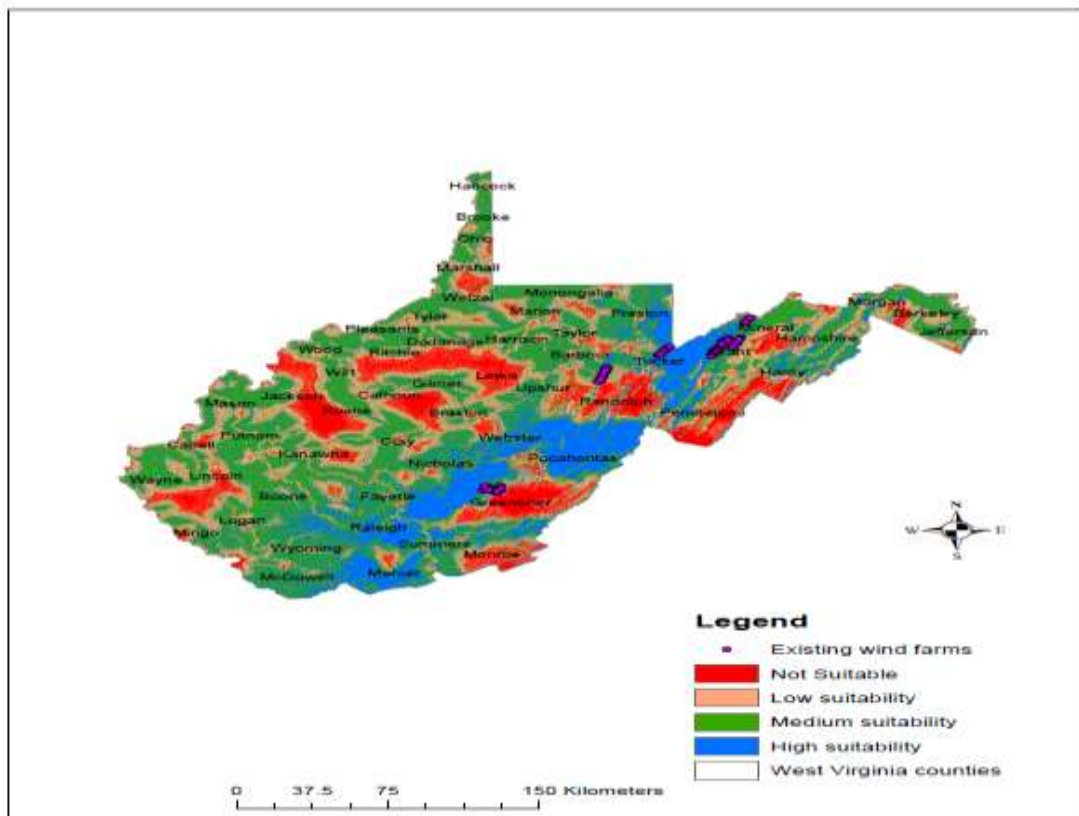 Hancock
Brooke
Ohio
Marshall
Wetzel
Monongalia
Morgan
Tyler
Marion
Preston
Berkeley
Pleasants
Mineral
Jefferson
Taylor
Hampshire
Doddridge Harrison
Wood
Ritchie
Barbour
Tucker
Wirt
Lewis
Hardy
Gilmer
Upshur
Jackson
Calhoun
Randolph
Mason
Roane
Braxton
Pendleton
Putnam
Webster
Cabell
Clay
Kanawha
Pocahontas
Nicholas
Wayne
Lincoln
Boone
Fayette
Greenbrier
Logan
Raleigh
Mingo
Summers
Wyoming
Monroe
McDowell
Mercer
N
W
E
S
Legend
Existing wind farms
Not Suitable
Low suitability
Medium suitability
High suitability
West Virginia counties
0 37.5 75 150 Kilometers